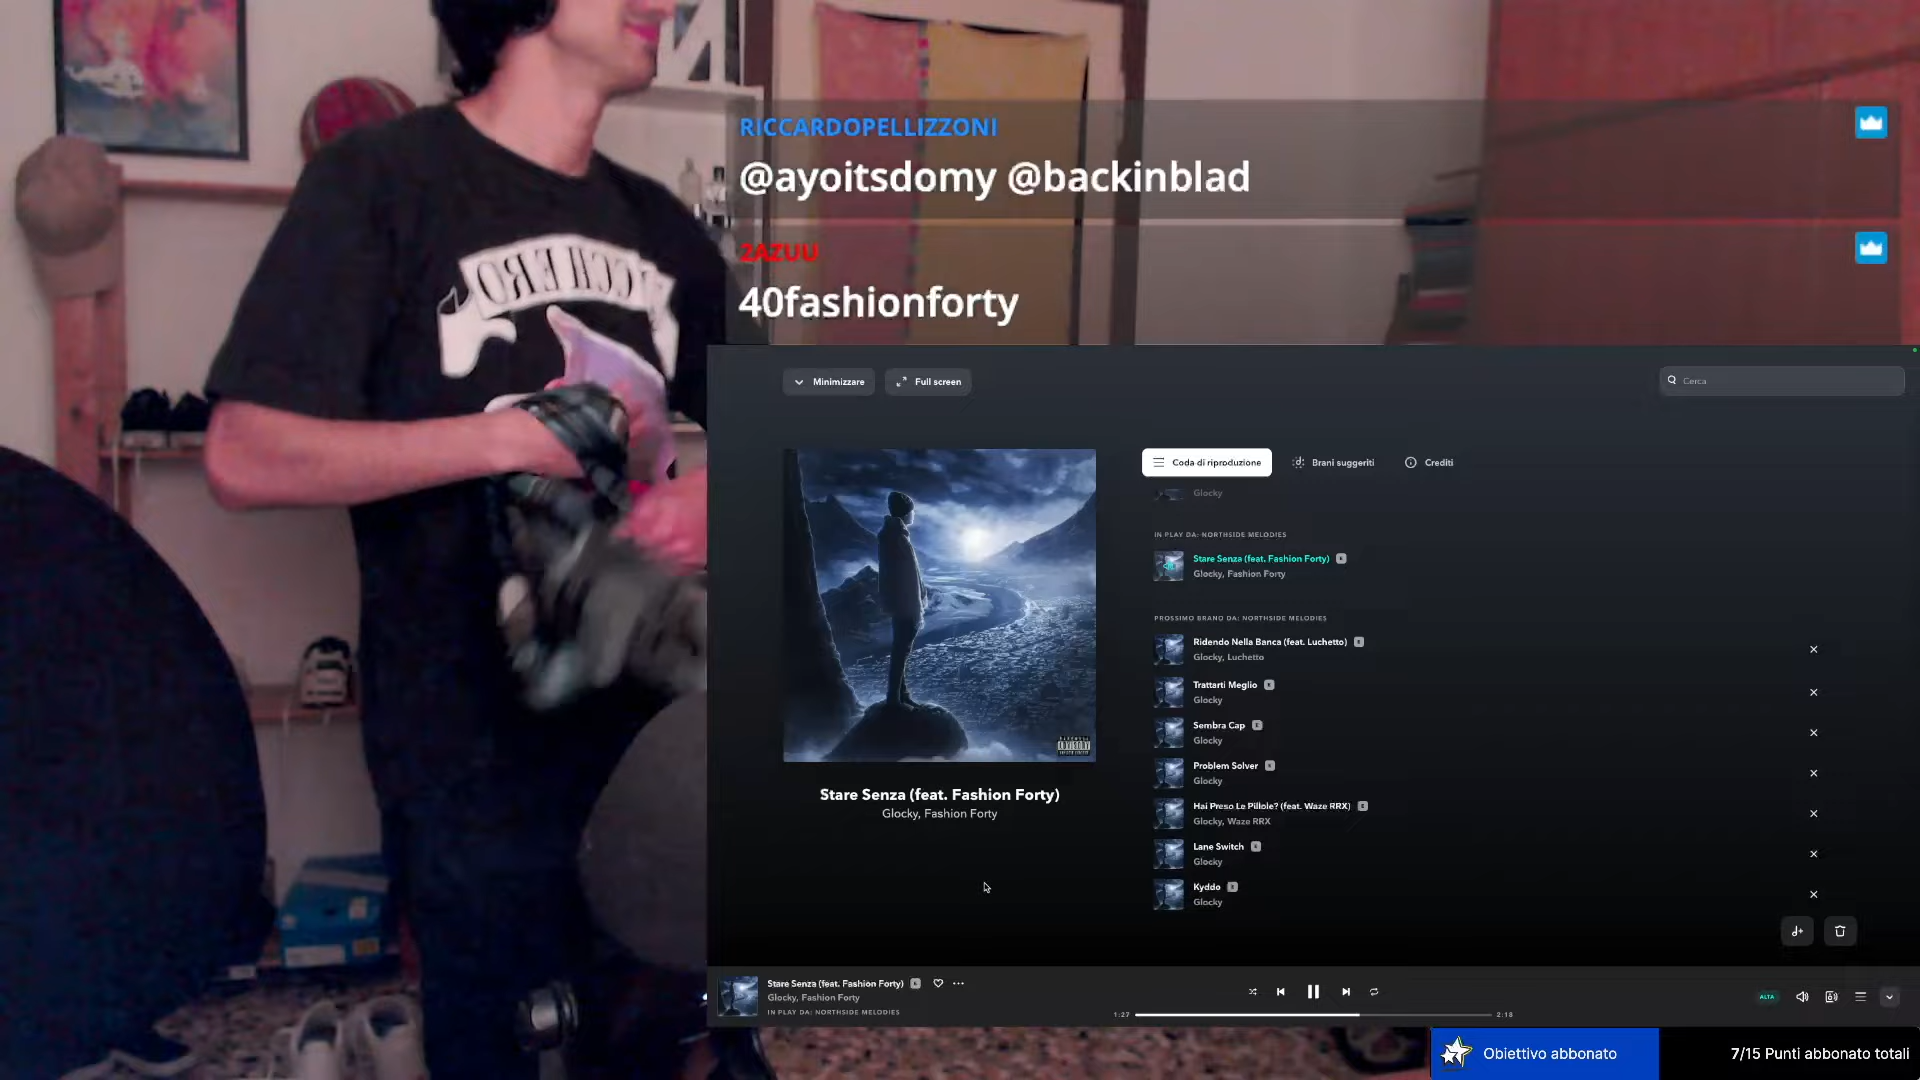 RICCARDOPELLIZZONI
@ayoitsdomy @backinblad
2AZUU
40fashionforty
Minimizzare
Full screen
Cerca
Coda di riproduzione
Brani suggeriti
Crediti
Glocky
IN PLAY DA: NORTHSIDE MELODIES
Stare Senza (feat. Fashion Forty)
Glocky, Fashion Forty
PROSSIMO BRANO DA: NORTHSIDE MELODIES
Ridendo Nella Banca (feat. Luchetto)
Glocky, Luchetto
Trattarti Meglio
Glocky
Sembra Cap
Glocky
Problem Solver
Glocky
Hai Preso Le Pillole? (feat. Waze RRX)
Glocky, Waze RRX
Lane Switch
Glocky
Kyddo
Glocky
ADVISORY
Stare Senza (feat. Fashion Forty)
Glocky, Fashion Forty
Stare Senza (feat. Fashion Forty)
Glocky, Fashion Forty
IN PLAY DA: NORTHSIDE MELODIES
1:27
2:18
ALTA
Obiettivo abbonato
7/15 Punti abbonato totali